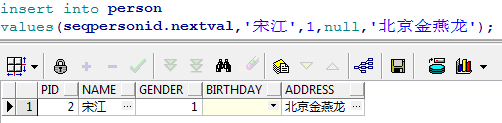 insert into person
values(seqpersonid.nextval,'宋江',1,null,'北京金燕龙');
PID NAME GENDER BIRTHDAY ADDRESS
1 2 宋江 ··· 1 北京金燕龙 ···